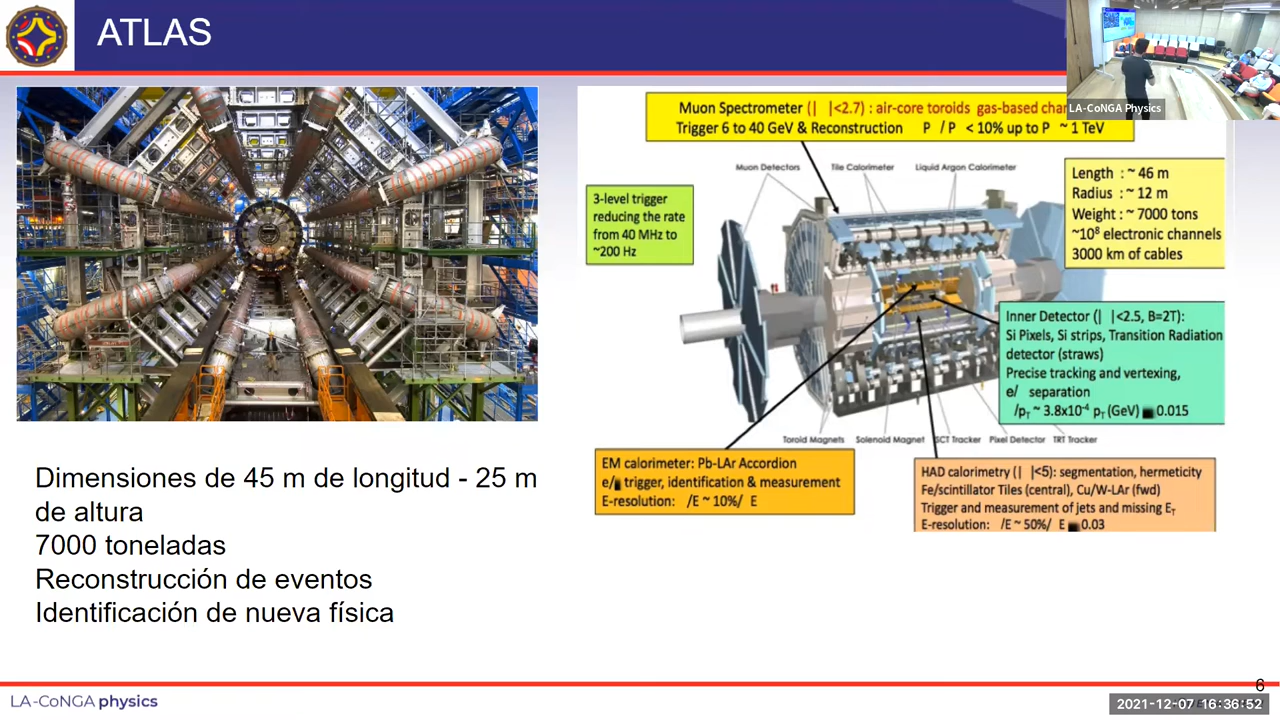 ATLAS
LA-CoNGA Physics
Muon Spectrometer (| |<2.7) : air-core toroids gas-based
Trigger 6 to 40 GeV & Reconstruction P /P < 10% up to P ~ 1 TeV
Muon Detectors Tile Calorimeter Liquid Argon Calorimeter
3-level trigger
reducing the rate
from 40 MHz to
~200 Hz
Length : ~ 46 m
Radius : ~ 12 m
Weight : ~ 7000 tons
~10⁸ electronic channels
3000 km of cables
Inner Detector (| |<2.5, B=2T):
Si Pixels, Si strips, Transition Radiation
detector (straws)
Precise tracking and vertexing,
e/ separation
/pT ~ 3.8x10⁻⁴ pT (GeV) 0.015
Toroid Magnets Solenoid Magnet SCT Tracker Pixel Detector TRT Tracker
EM calorimeter: Pb-LAr Accordion
e/ trigger, identification & measurement
E-resolution: /E ~ 10%/ E
HAD calorimetry (| |<5): segmentation, hermeticity
Fe/scintillator Tiles (central), Cu/W-LAr (fwd)
Trigger and measurement of jets and missing ET
E-resolution: /E ~ 50%/ E 0.03
Dimensiones de 45 m de longitud - 25 m
de altura
7000 toneladas
Reconstrucción de eventos
Identificación de nueva física
LA-CoNGA physics
6
2021-12-07 16:36:52